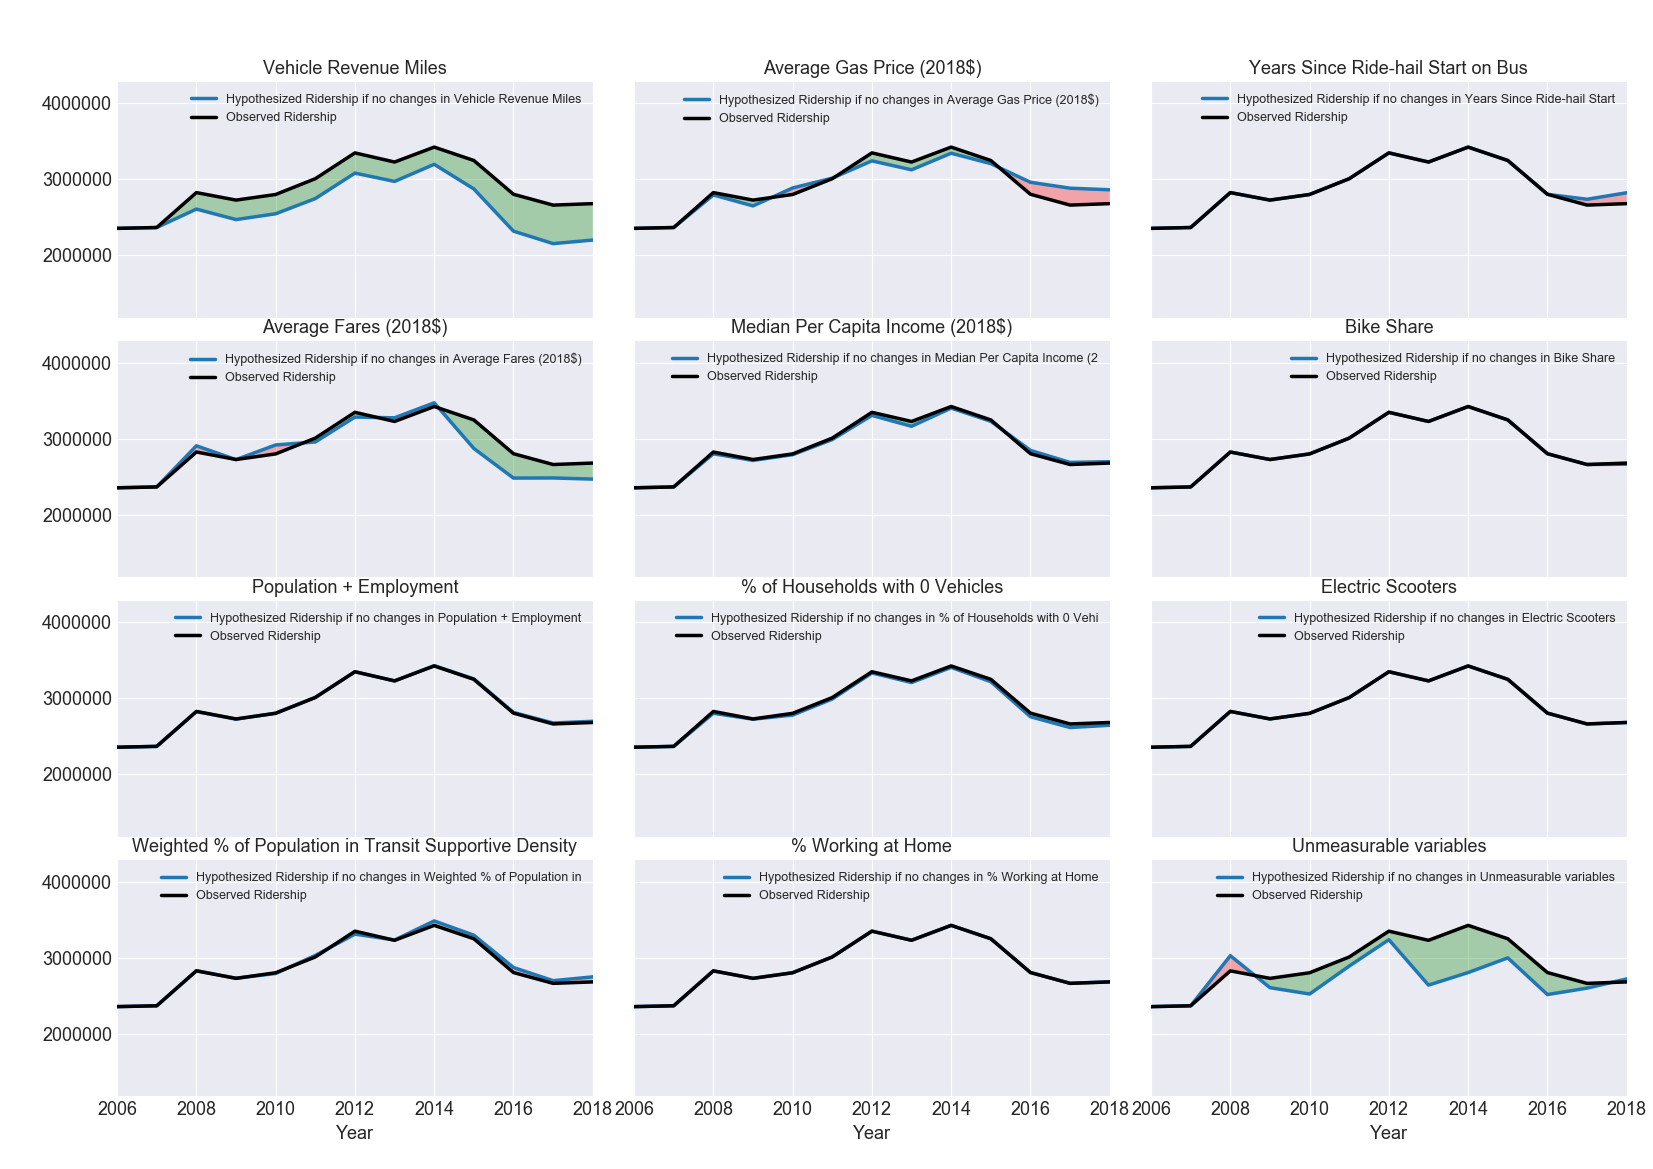 Vehicle Revenue Miles
Hypothesized Ridership if no changes in Vehicle Revenue Miles
Observed Ridership
4000000
3000000
2000000
Average Gas Price (2018$)
Hypothesized Ridership if no changes in Average Gas Price (2018$)
Observed Ridership
Years Since Ride-hail Start on Bus
Hypothesized Ridership if no changes in Years Since Ride-hail Start
Observed Ridership
Average Fares (2018$)
Hypothesized Ridership if no changes in Average Fares (2018$)
Observed Ridership
4000000
3000000
2000000
Median Per Capita Income (2018$)
Hypothesized Ridership if no changes in Median Per Capita Income (2
Observed Ridership
Bike Share
Hypothesized Ridership if no changes in Bike Share
Observed Ridership
Population + Employment
Hypothesized Ridership if no changes in Population + Employment
Observed Ridership
4000000
3000000
2000000
% of Households with 0 Vehicles
Hypothesized Ridership if no changes in % of Households with 0 Vehi
Observed Ridership
Electric Scooters
Hypothesized Ridership if no changes in Electric Scooters
Observed Ridership
Weighted % of Population in Transit Supportive Density
Hypothesized Ridership if no changes in Weighted % of Population in
Observed Ridership
4000000
3000000
2000000
2006 2008 2010 2012 2014 2016 2018
Year
% Working at Home
Hypothesized Ridership if no changes in % Working at Home
Observed Ridership
2006 2008 2010 2012 2014 2016 2018
Year
Unmeasurable variables
Hypothesized Ridership if no changes in Unmeasurable variables
Observed Ridership
2006 2008 2010 2012 2014 2016 2018
Year